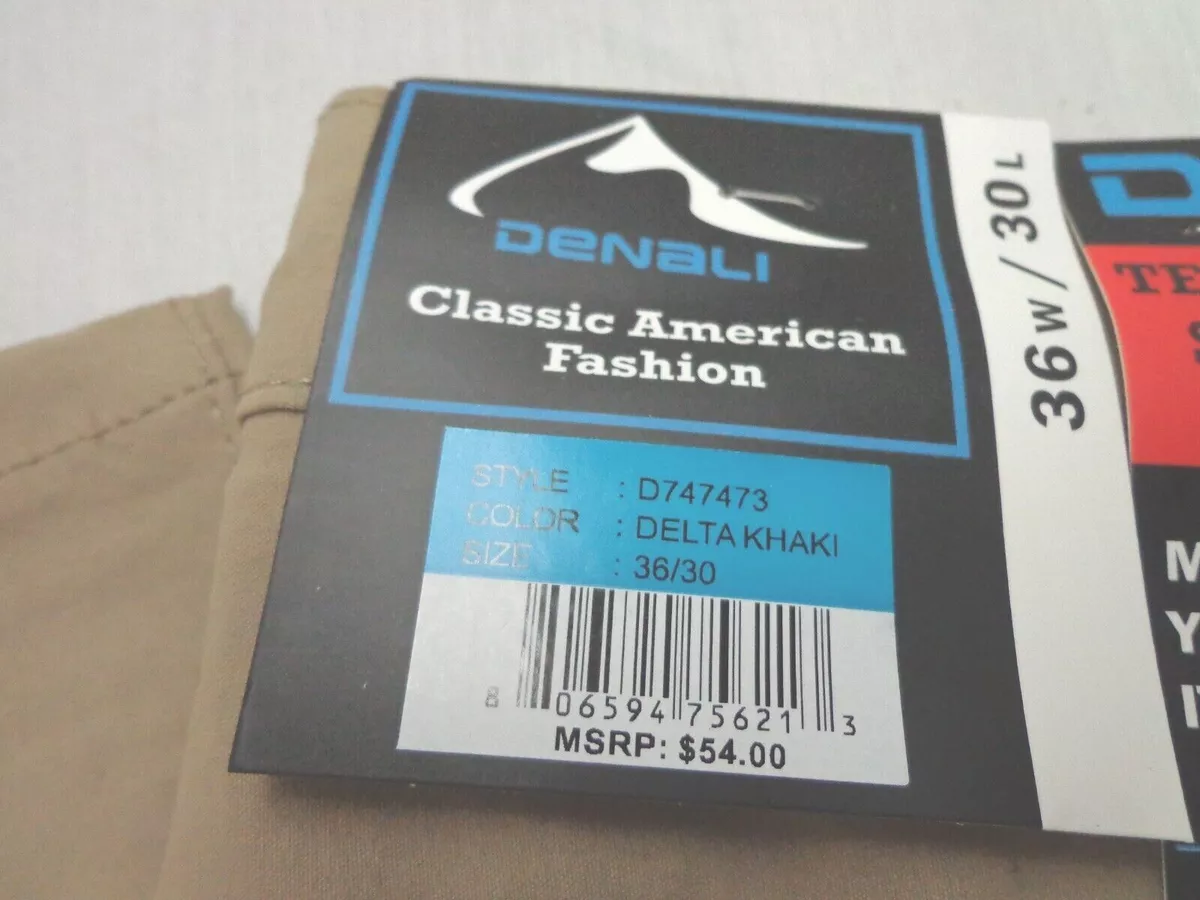 DENALI
Classic American
Fashion
STYLE : D747473
COLOR : DELTA KHAKI
SIZE : 36/30
8 06594 75621 3
MSRP: $54.00
36W/30L
D
TE
M
Y